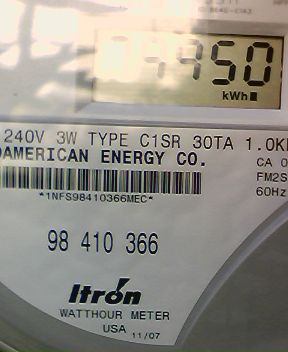 04950
kWh
240V 3W TYPE C1SR 30TA 1.0K
DAMERICAN ENERGY CO.
CA 0
FM2S
60Hz
*1NFS98410366MEC*
98 410 366
Itron
WATTHOUR METER
USA 11/07